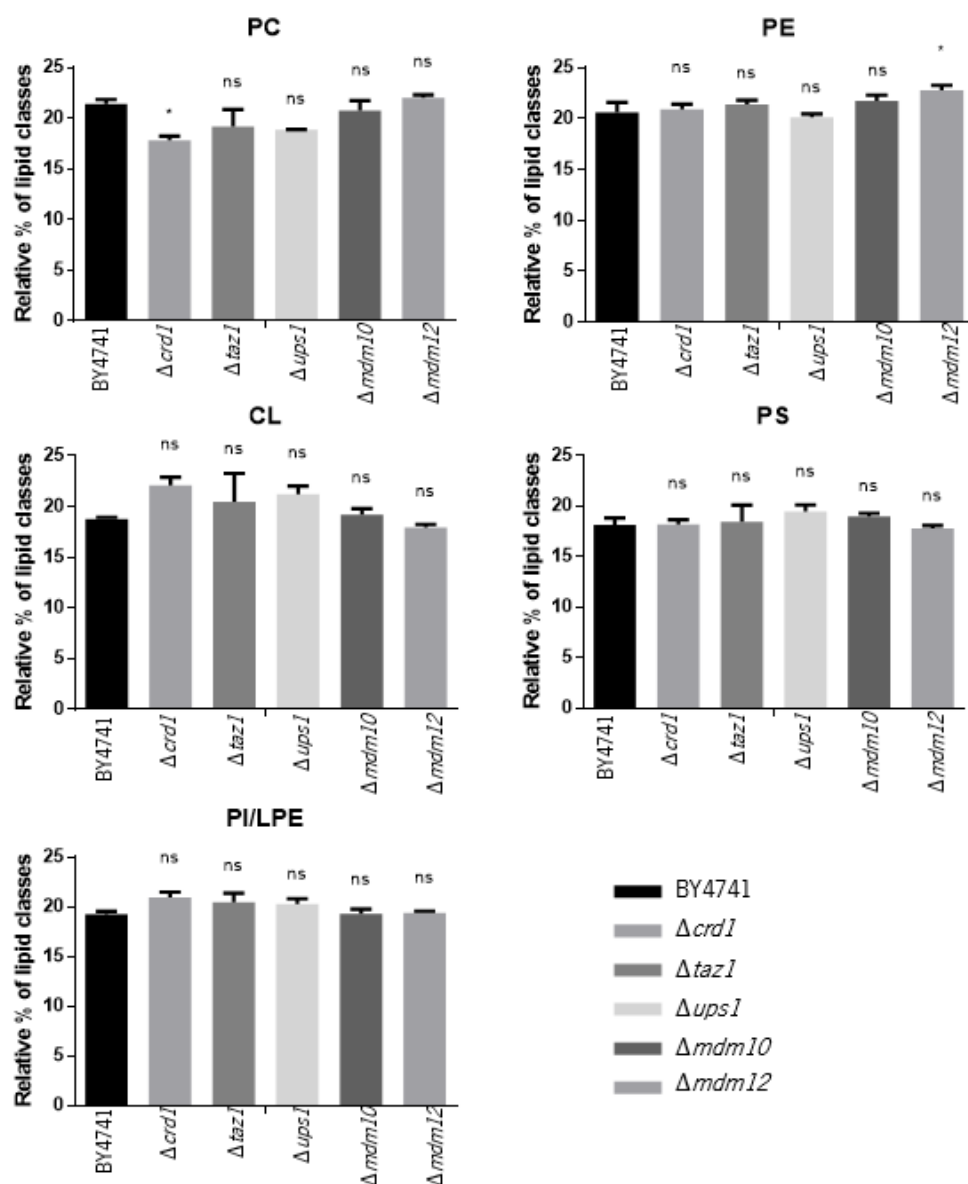 PC
Relative % of lipid classes
25
20
15
10
5
0
*
ns
ns
ns
ns
BY4741
Δcrd1
Δtaz1
Δups1
Δmdm10
Δmdm12
PE
Relative % of lipid classes
25
20
15
10
5
0
ns
ns
ns
ns
*
BY4741
Δcrd1
Δtaz1
Δups1
Δmdm10
Δmdm12
CL
Relative % of lipid classes
25
20
15
10
5
0
ns
ns
ns
ns
ns
BY4741
Δcrd1
Δtaz1
Δups1
Δmdm10
Δmdm12
PS
Relative % of lipid classes
25
20
15
10
5
0
ns
ns
ns
ns
ns
BY4741
Δcrd1
Δtaz1
Δups1
Δmdm10
Δmdm12
PI/LPE
Relative % of lipid classes
25
20
15
10
5
0
ns
ns
ns
ns
ns
BY4741
Δcrd1
Δtaz1
Δups1
Δmdm10
Δmdm12
BY4741
Δcrd1
Δtaz1
Δups1
Δmdm10
Δmdm12